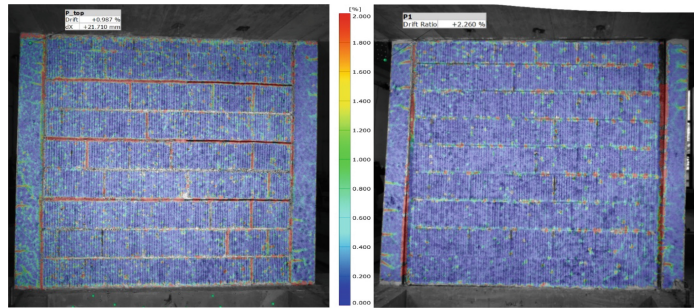 P_top
Drift +0.987 %
dX +21.710 mm
[%]
2.000
1.800
1.600
1.400
1.200
1.000
0.800
0.600
0.400
0.200
0.000
P1
Drift Ratio +2.260 %